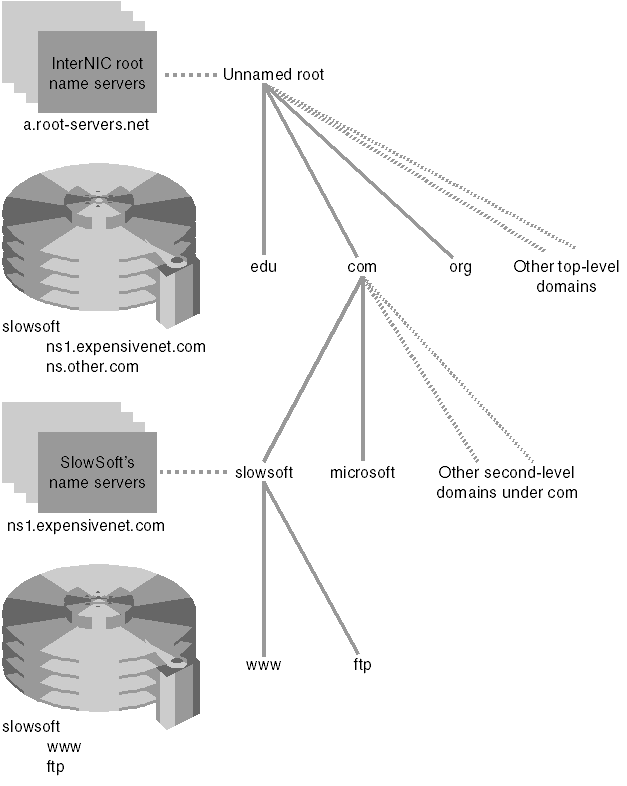 InterNIC root
name servers
Unnamed root
a.root-servers.net
edu
com
org
Other top-level
domains
slowsoft
ns1.expensivenet.com
ns.other.com
SlowSoft's
name servers
slowsoft
microsoft
Other second-level
domains under com
ns1.expensivenet.com
www
ftp
slowsoft
www
ftp